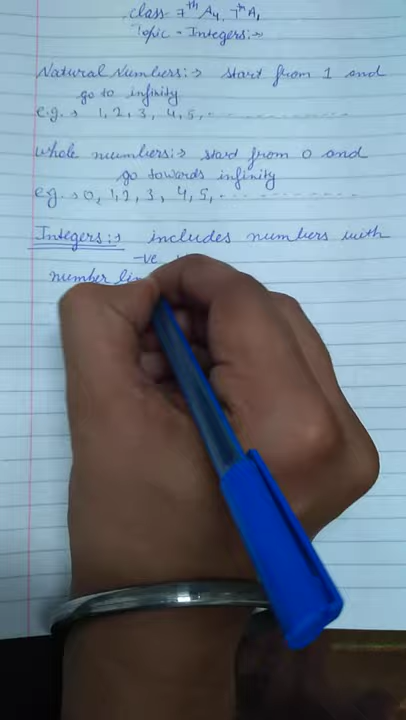 class 7th A4, 7th A1
Topic - Integers:~
Natural Numbers:→ start from 1 and
go to infinity
e.g. → 1, 2, 3, 4, 5, - - - - - - - - - - - -
Whole numbers:→ start from 0 and
go towards infinity
eg. → 0, 1, 2, 3, 4, 5, - - - - - - - - - - - -
Integers:→ includes numbers with
-ve
number